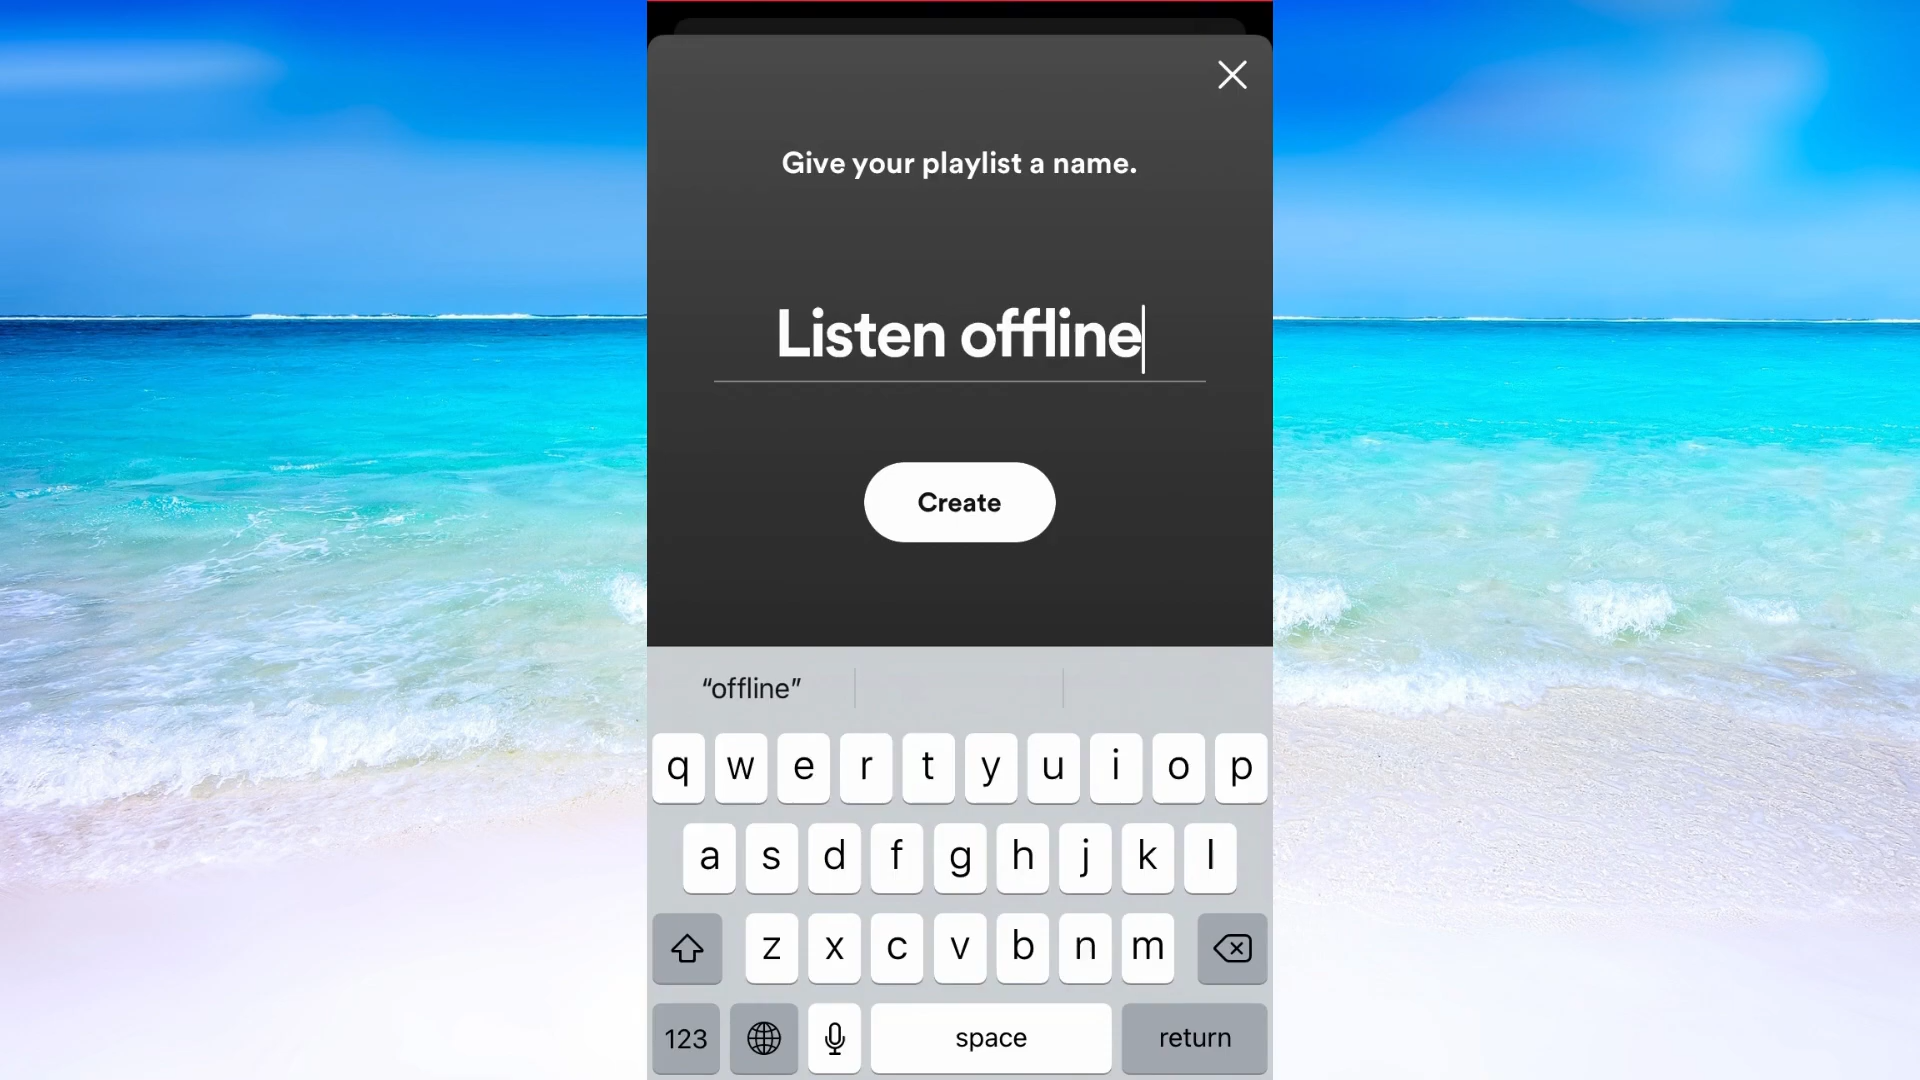 Give your playlist a name.
Listen offline
Create
“offline”
q w e r t y u i o p
a s d f g h j k l
z x c v b n m
123 space return